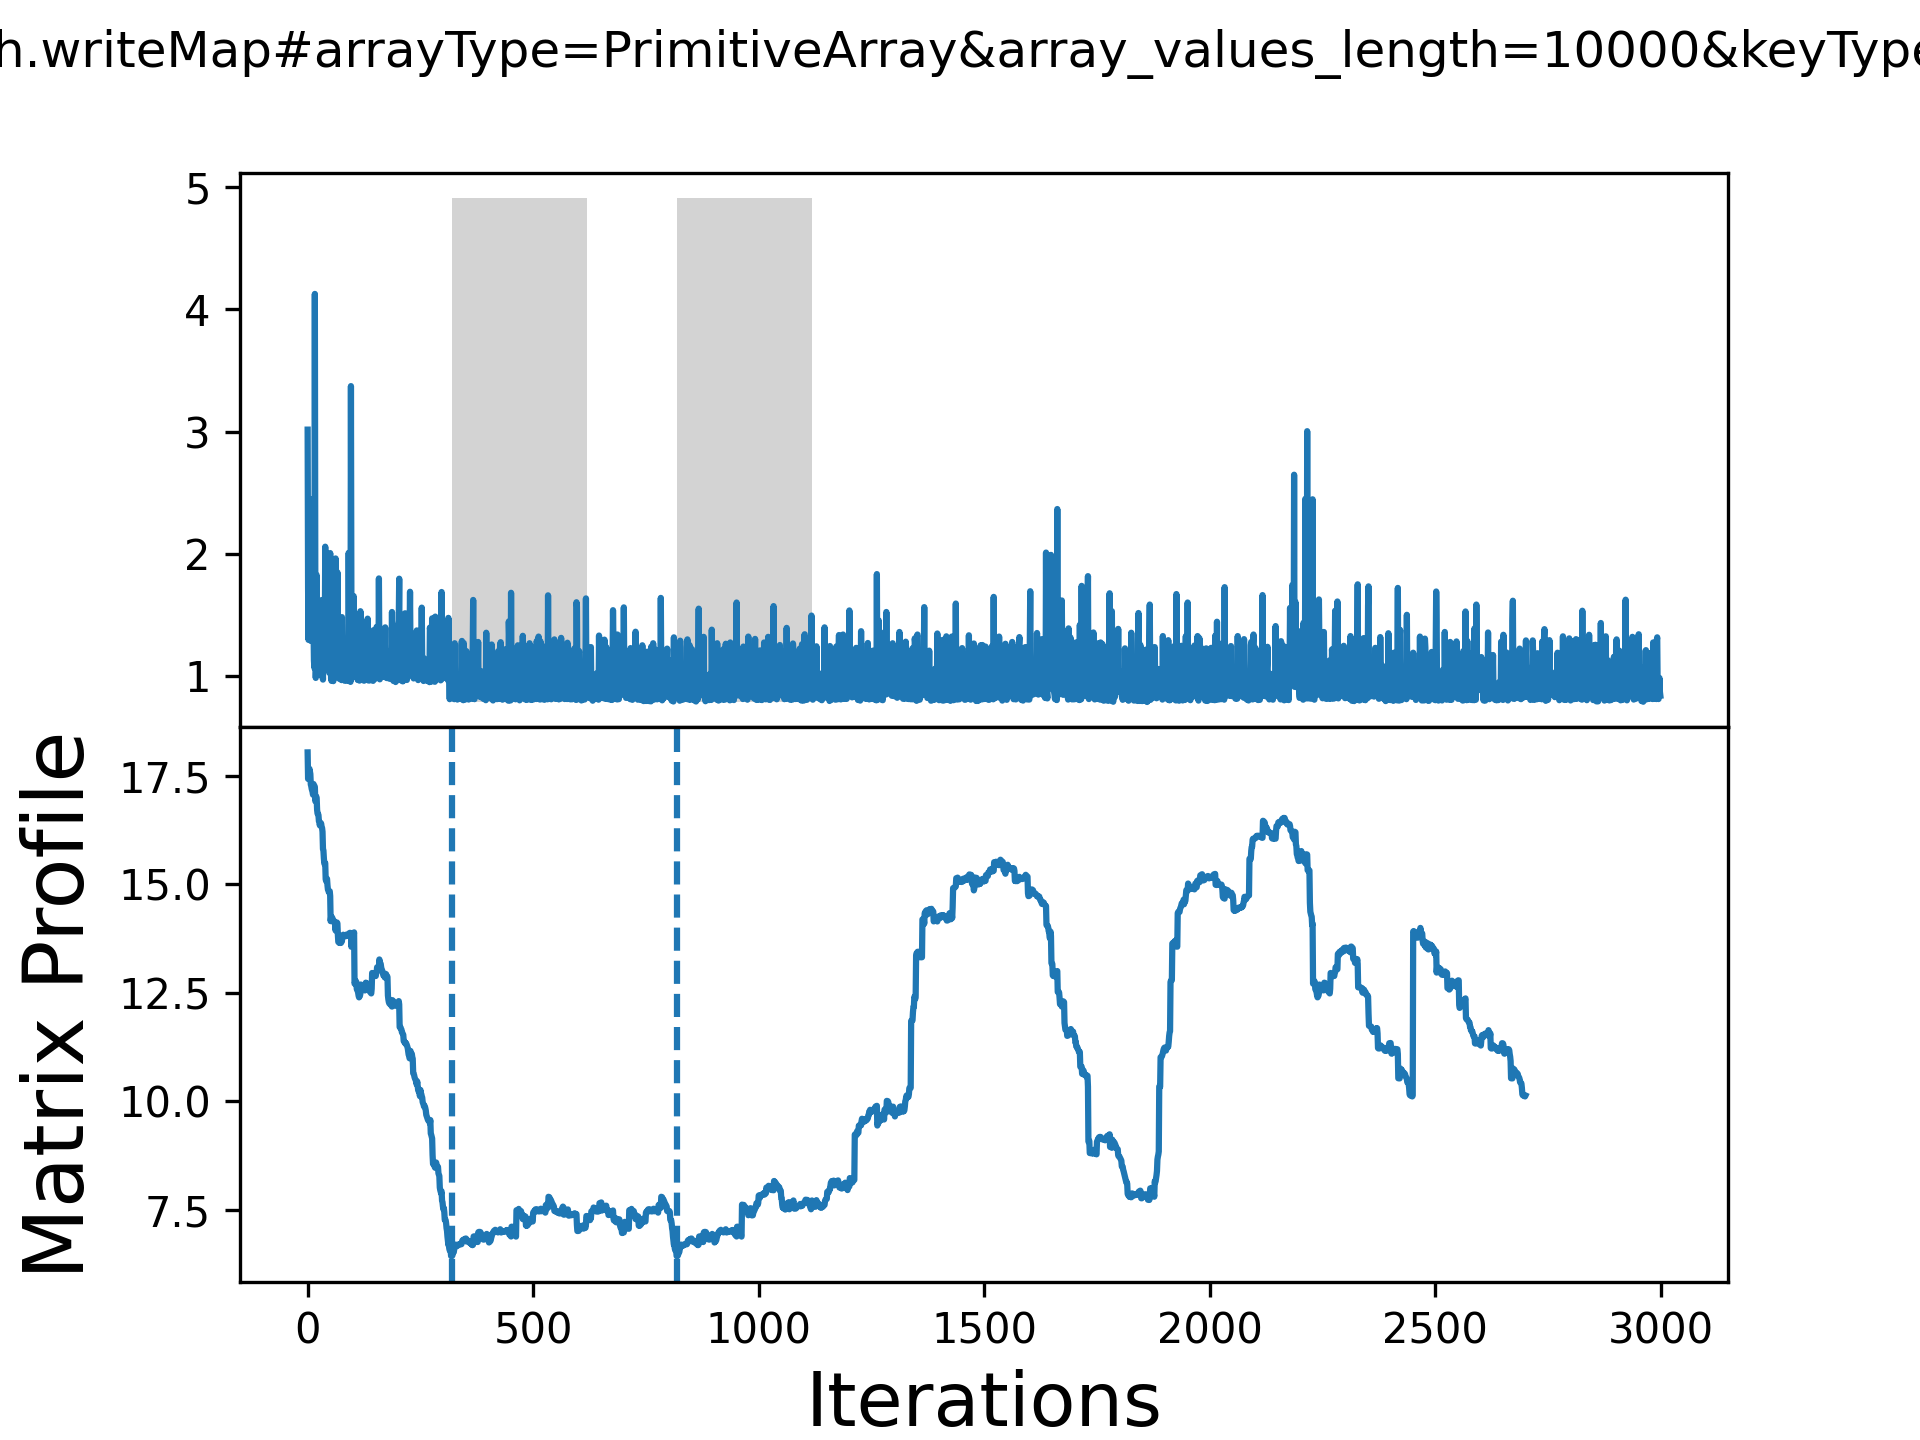 h.writeMap#arrayType=PrimitiveArray&array_values_length=10000&keyType
5
4
3
2
1
Matrix Profile
17.5
15.0
12.5
10.0
7.5
0 500 1000 1500 2000 2500 3000
Iterations